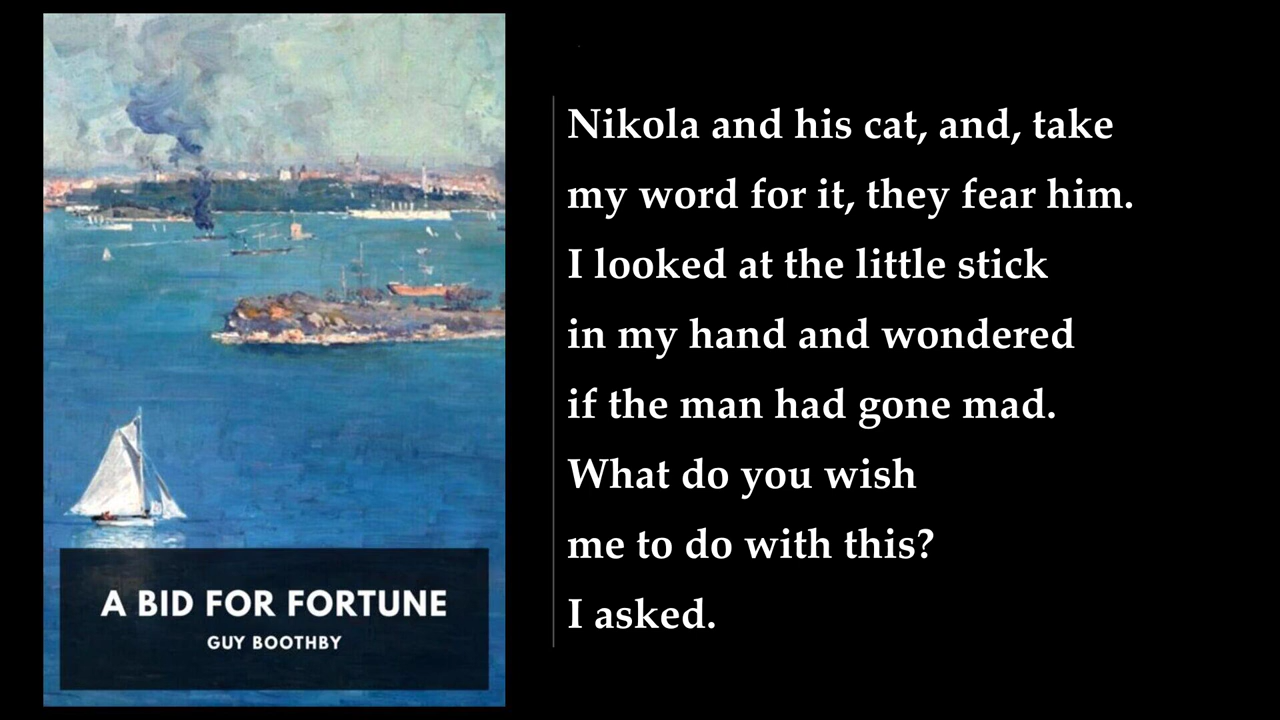 A BID FOR FORTUNE
GUY BOOTHBY
Nikola and his cat, and, take
my word for it, they fear him.
I looked at the little stick
in my hand and wondered
if the man had gone mad.
What do you wish
me to do with this?
I asked.